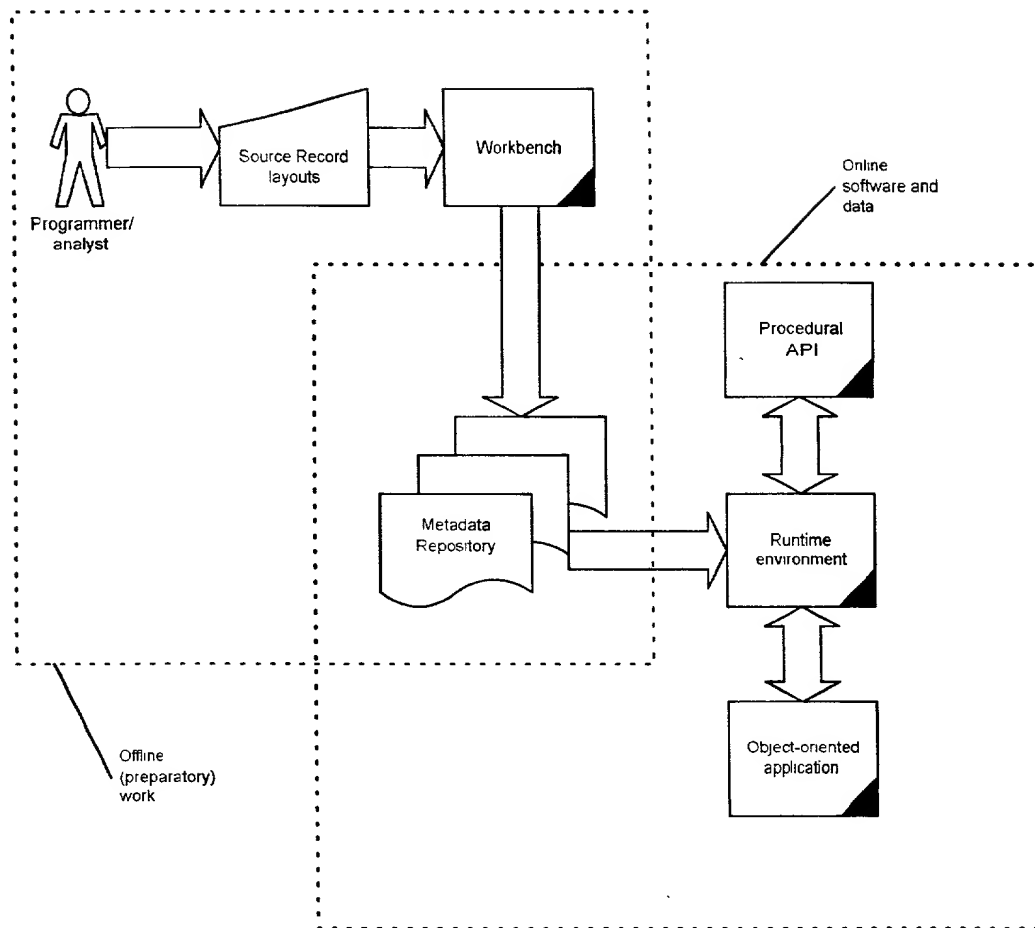 Programmer/
analyst
Source Record
layouts
Workbench
Online
software and
data
Procedural
API
Metadata
Repository
Runtime
environment
Object-oriented
application
Offline
(preparatory)
work